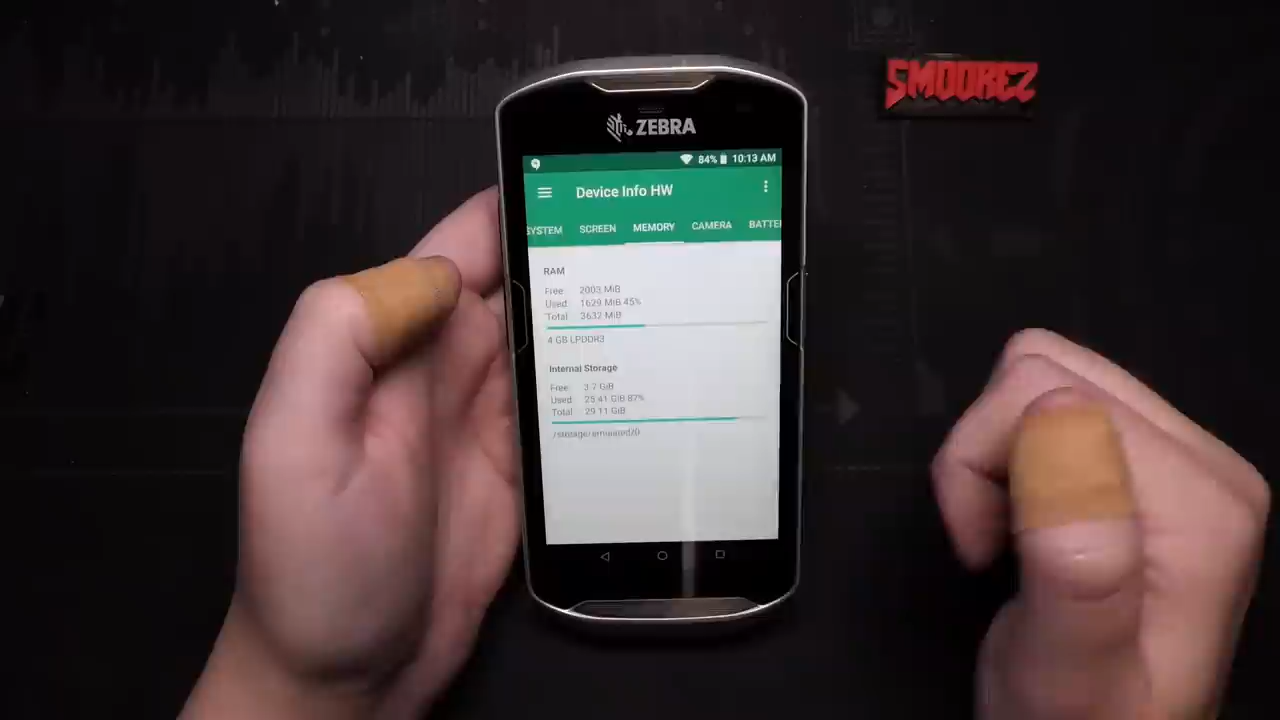 SMOOREZ
ZEBRA
84% 10:13 AM
Device Info HW
SYSTEM SCREEN MEMORY CAMERA BATTE
RAM
Free: 2003 MiB
Used: 1629 MiB 45%
Total: 3632 MiB
4 GB LPDDR3
Internal Storage
Free: 3.7 GiB
Used: 25.41 GiB 87%
Total: 29.11 GiB
/storage/emulated/0